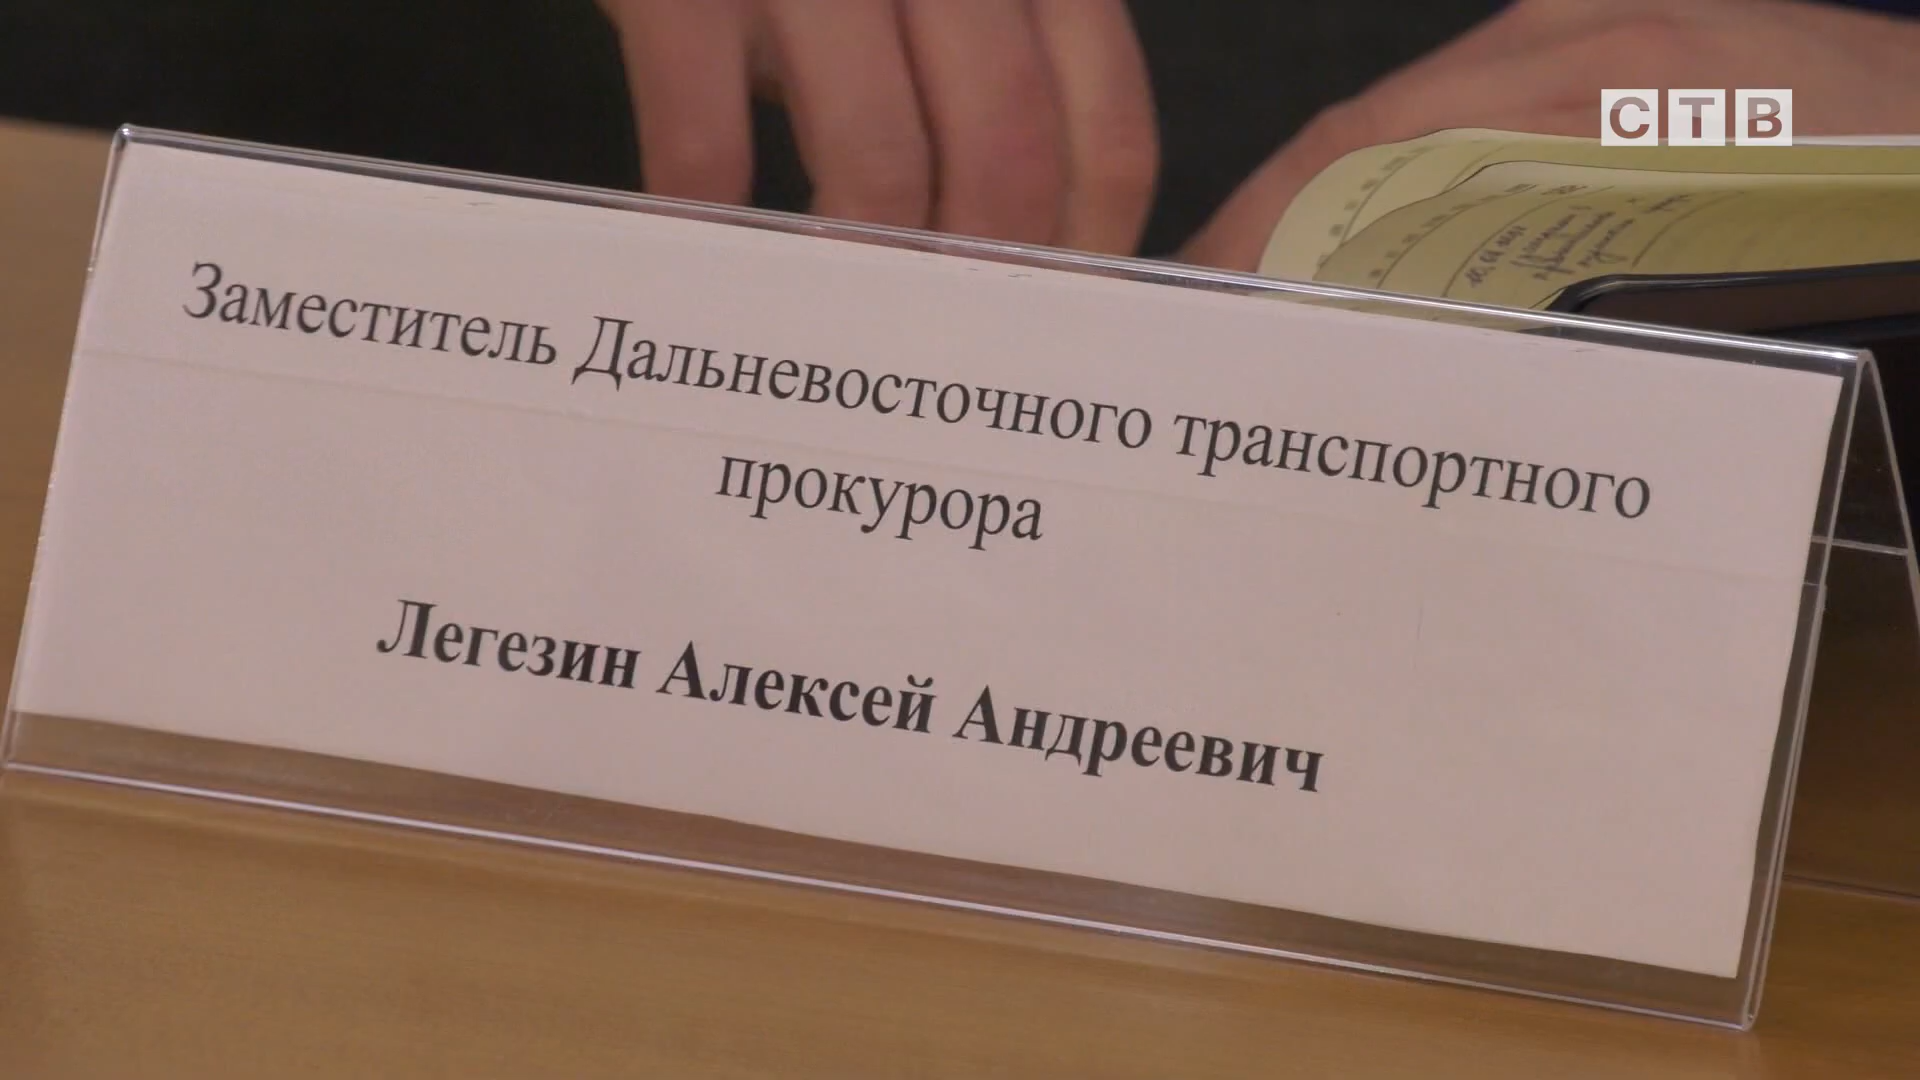 СТВ
Заместитель Дальневосточного транспортного
прокурора
Легезин Алексей Андреевич